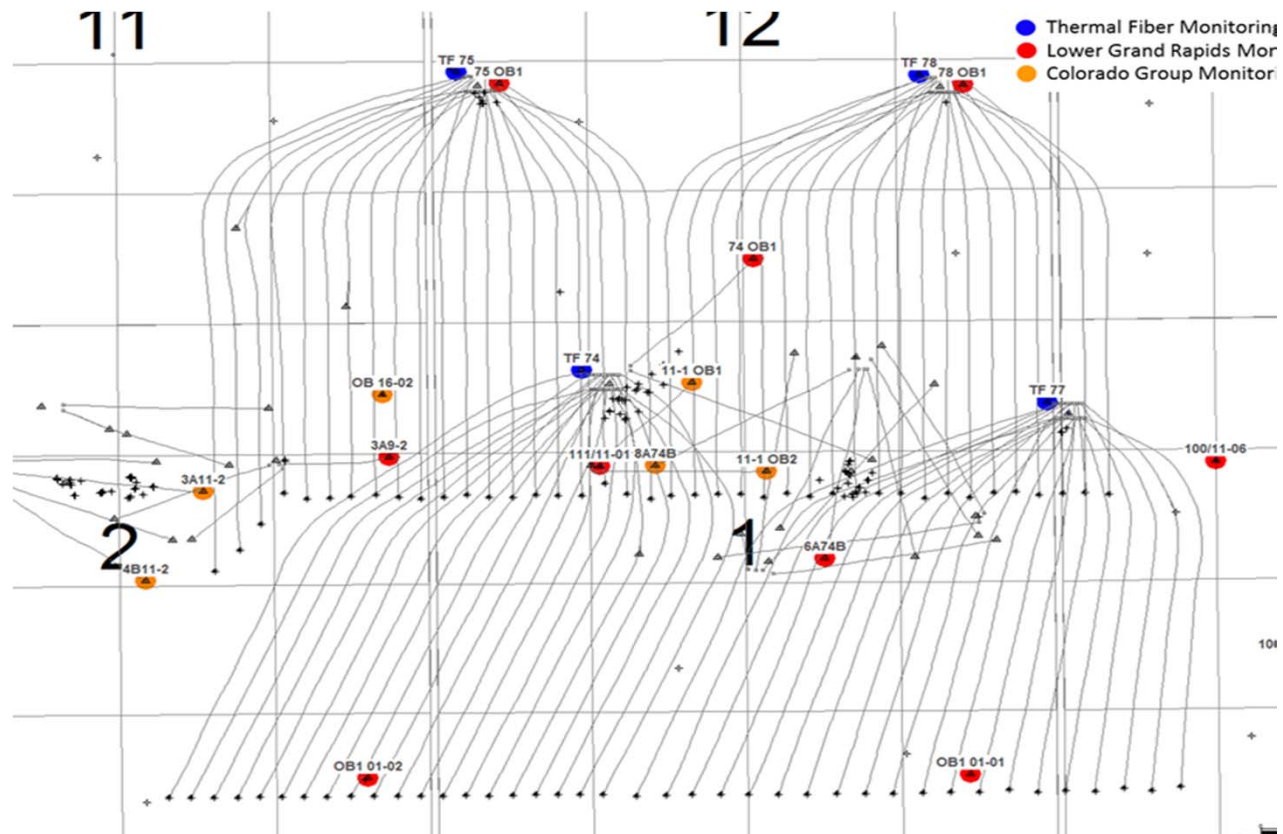 11
12
Thermal Fiber Monitoring
Lower Grand Rapids Mon
Colorado Group Monitori
TF 75
75 OB1
TF 78
78 OB1
74 OB1
TF 74
11-1 OB1
OB 16-02
TF 77
3A9-2
111/11-01
8A74B
11-1 OB2
100/11-06
3A11-2
2
1
6A74B
4B11-2
OB1 01-02
OB1 01-01